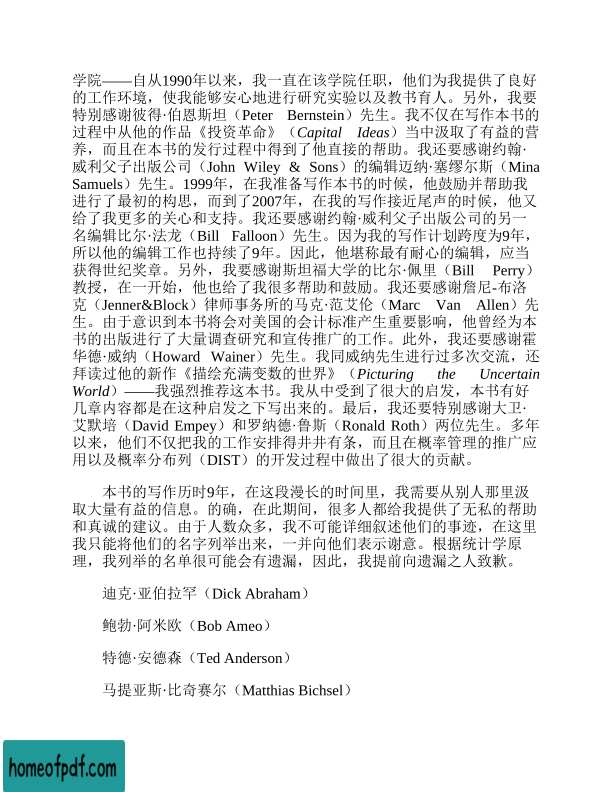 学院——自从1990年以来，我一直在该学院任职，他们为我提供了良好
的工作环境，使我能够安心地进行研究实验以及教书育人。另外，我要
特别感谢彼得·伯恩斯坦（Peter Bernstein）先生。我不仅在写作本书的
过程中从他的作品《投资革命》（Capital Ideas）当中汲取了有益的营
养，而且在本书的发行过程中得到了他直接的帮助。我还要感谢约翰·
威利父子出版公司（John Wiley & Sons）的编辑迈纳·塞缪尔斯（Mina
Samuels）先生。1999年，在我准备写作本书的时候，他鼓励并帮助我
进行了最初的构思，而到了2007年，在我的写作接近尾声的时候，他又
给了我更多的关心和支持。我还要感谢约翰·威利父子出版公司的另一
名编辑比尔·法龙（Bill Falloon）先生。因为我的写作计划跨度为9年，
所以他的编辑工作也持续了9年。因此，他堪称最有耐心的编辑，应当
获得世纪奖章。另外，我要感谢斯坦福大学的比尔·佩里（Bill Perry）
教授，在一开始，他也给了我很多帮助和鼓励。我还要感谢詹尼-布洛
克（Jenner&Block）律师事务所的马克·范艾伦（Marc Van Allen）先
生。由于意识到本书将会对美国的会计标准产生重要影响，他曾经为本
书的出版进行了大量调查研究和宣传推广的工作。此外，我还要感谢霍
华德·威纳（Howard Wainer）先生。我同威纳先生进行过多次交流，还
拜读过他的新作《描绘充满变数的世界》（Picturing the Uncertain
World）——我强烈推荐这本书。我从中受到了很大的启发，本书有好
几章内容都是在这种启发之下写出来的。最后，我还要特别感谢大卫·
艾默培（David Empey）和罗纳德·鲁斯（Ronald Roth）两位先生。多年
以来，他们不仅把我的工作安排得井井有条，而且在概率管理的推广应
用以及概率分布列（DIST）的开发过程中做出了很大的贡献。
本书的写作历时9年，在这段漫长的时间里，我需要从别人那里汲
取大量有益的信息。的确，在此期间，很多人都给我提供了无私的帮助
和真诚的建议。由于人数众多，我不可能详细叙述他们的事迹，在这里
我只能将他们的名字列举出来，一并向他们表示谢意。根据统计学原
理，我列举的名单很可能会有遗漏，因此，我提前向遗漏之人致歉。
迪克·亚伯拉罕（Dick Abraham）
鲍勃·阿米欧（Bob Ameo）
特德·安德森（Ted Anderson）
马提亚斯·比奇赛尔（Matthias Bichsel）
homeofpdf.com